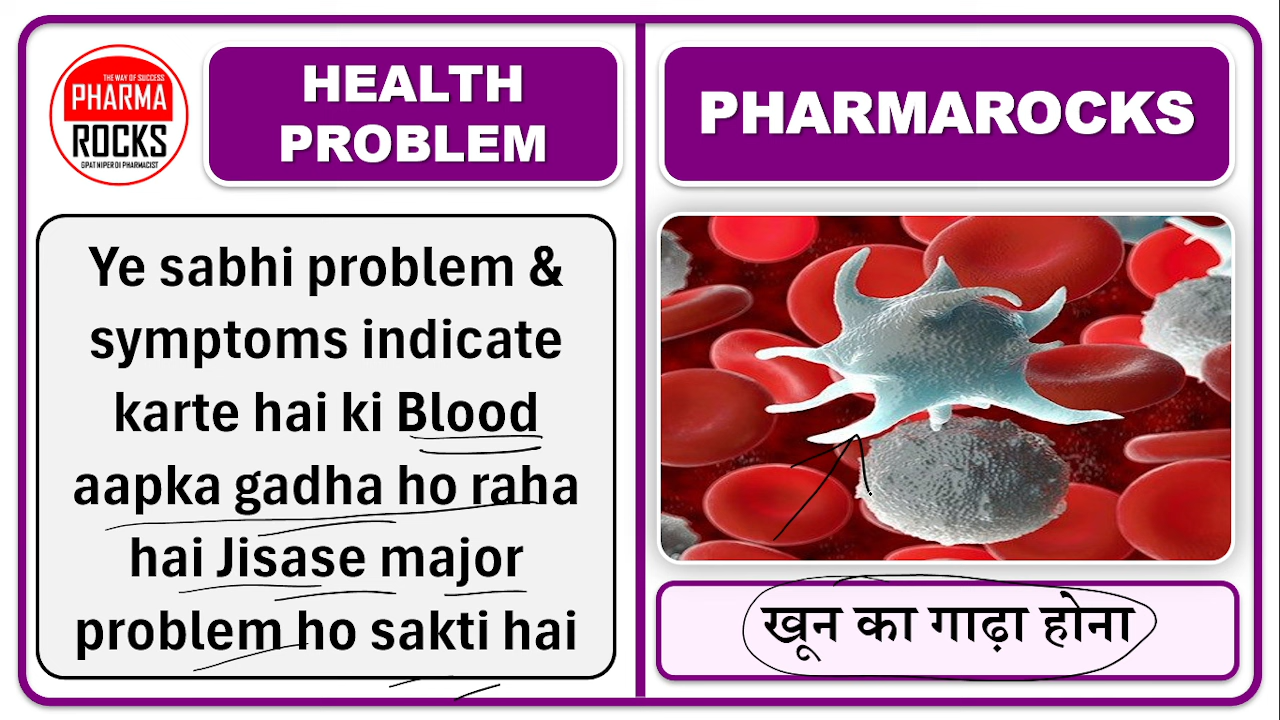 THE WAY OF SUCCESS
PHARMA
ROCKS
GPAT NIPER DI PHARMACIST
HEALTH
PROBLEM
Ye sabhi problem &
symptoms indicate
karte hai ki Blood
aapka gadha ho raha
hai Jisase major
problem ho sakti hai
PHARMAROCKS
खून का गाढ़ा होना